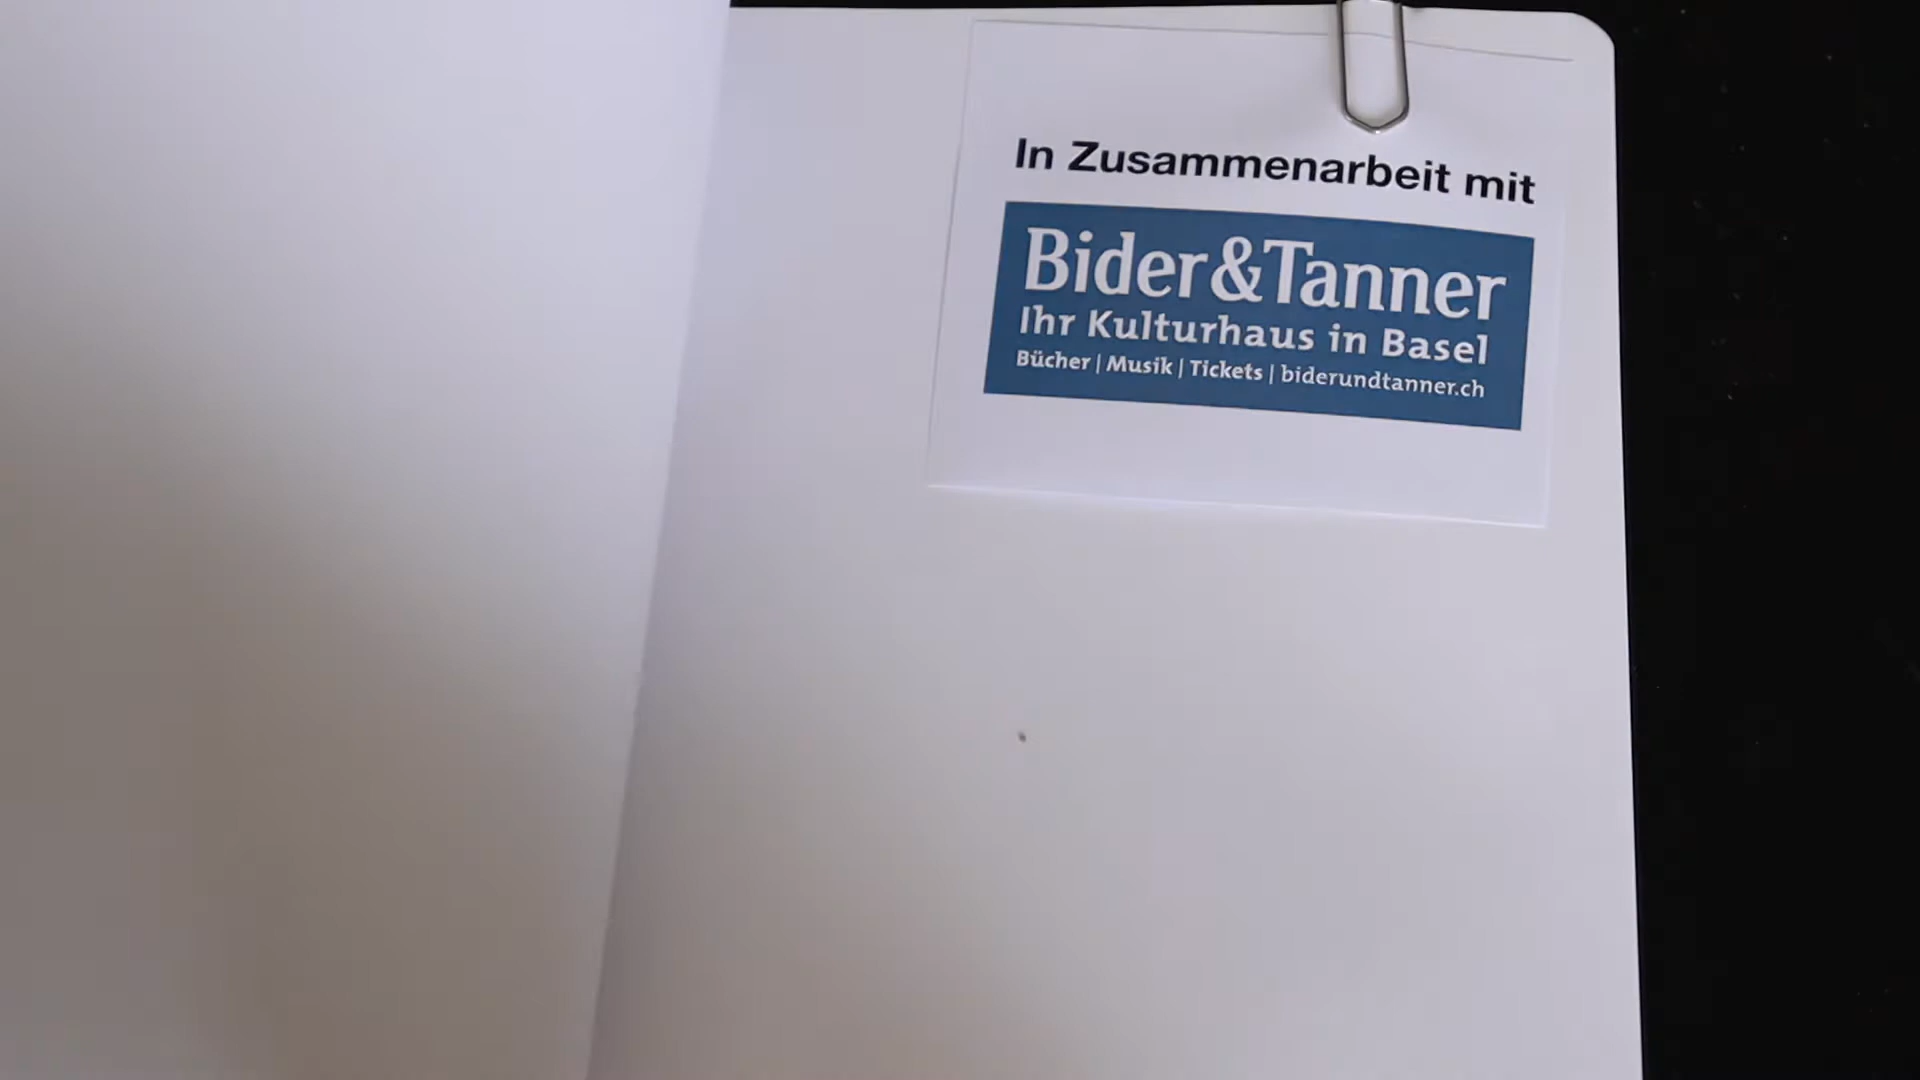 In Zusammenarbeit mit
Bider&Tanner
Ihr Kulturhaus in Basel
Bücher | Musik | Tickets | biderundtanner.ch